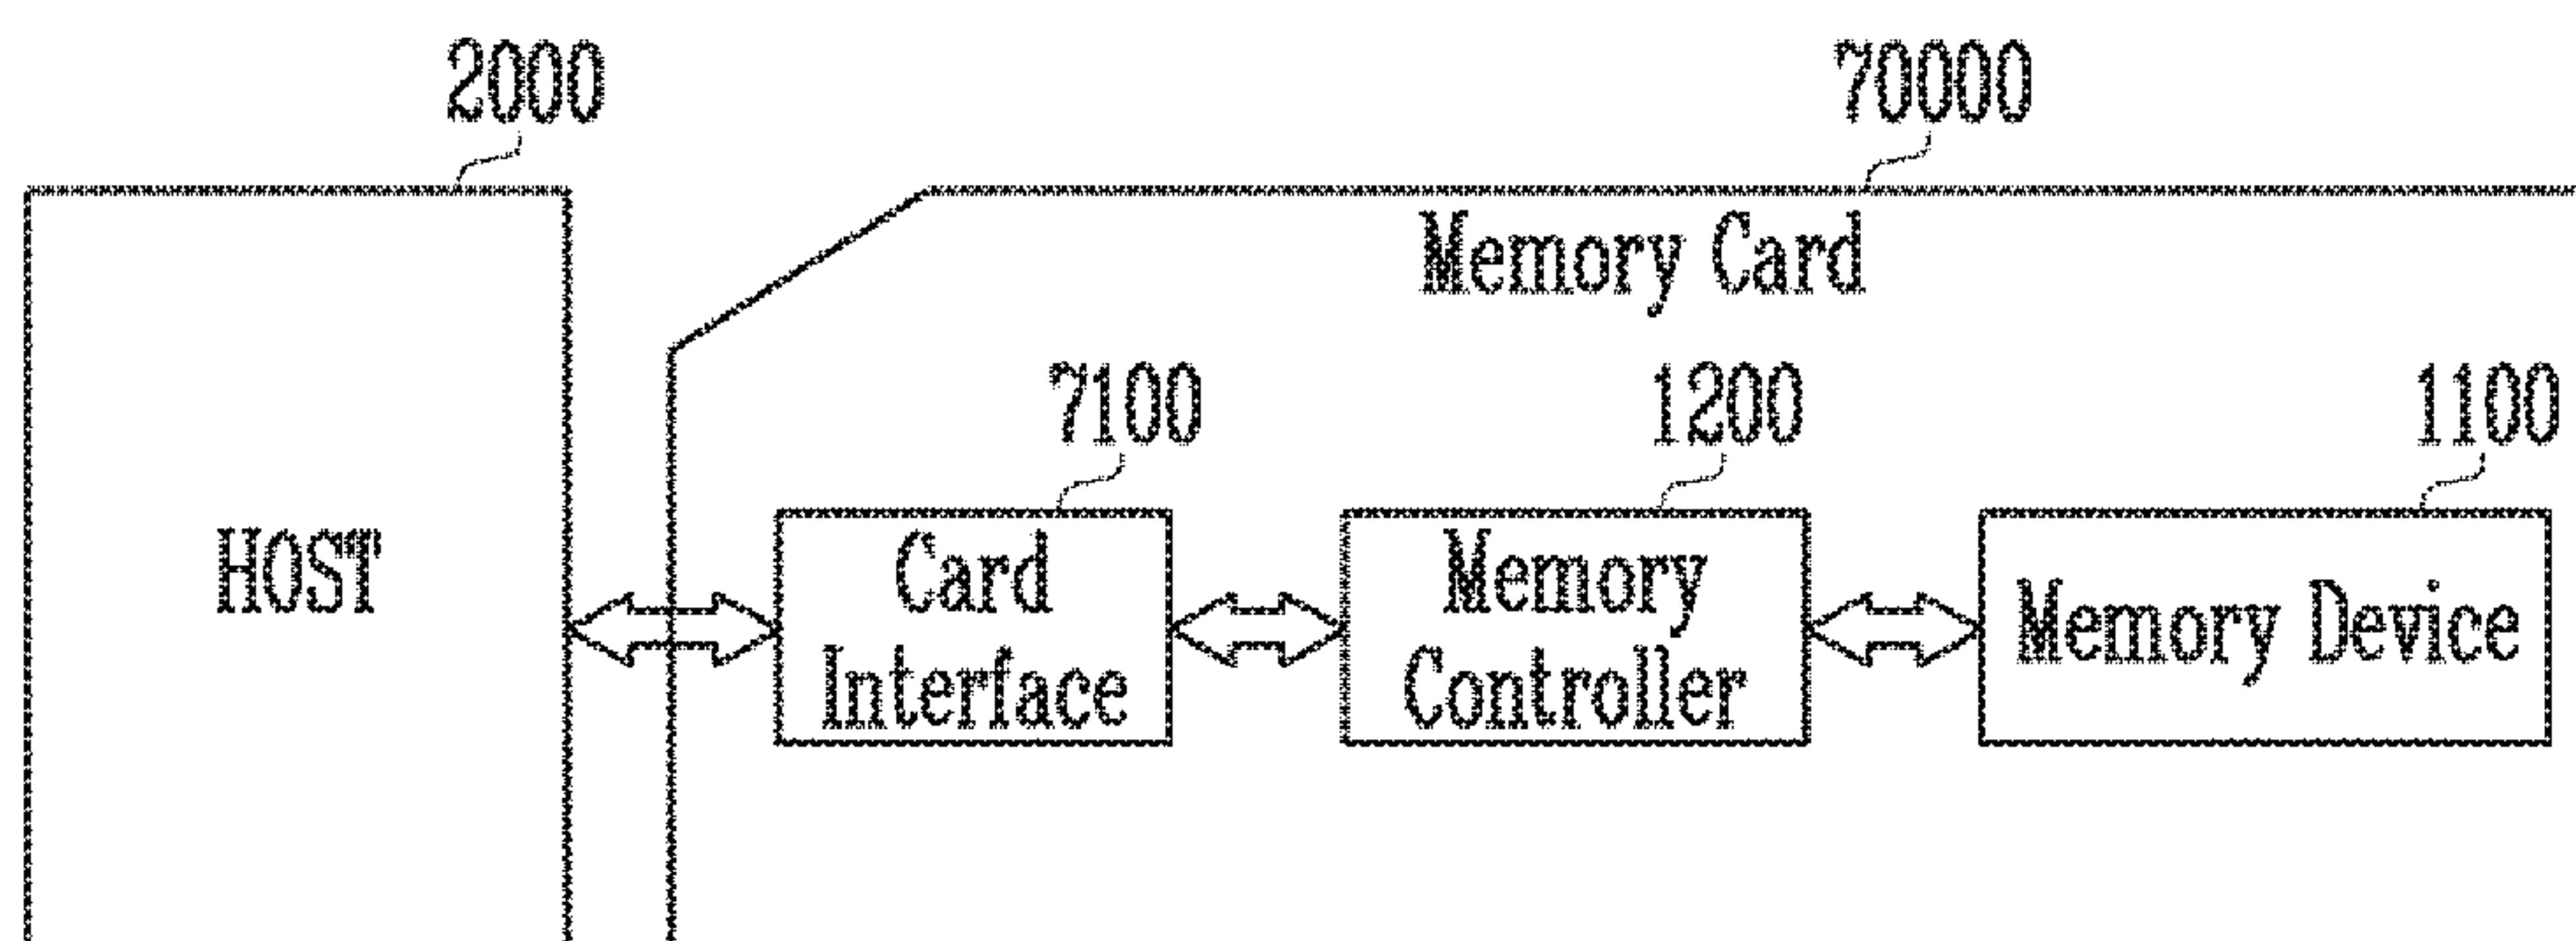 2000
70000
Memory Card
7100
1200
1100
HOST
Card
Interface
Memory
Controller
Memory Device